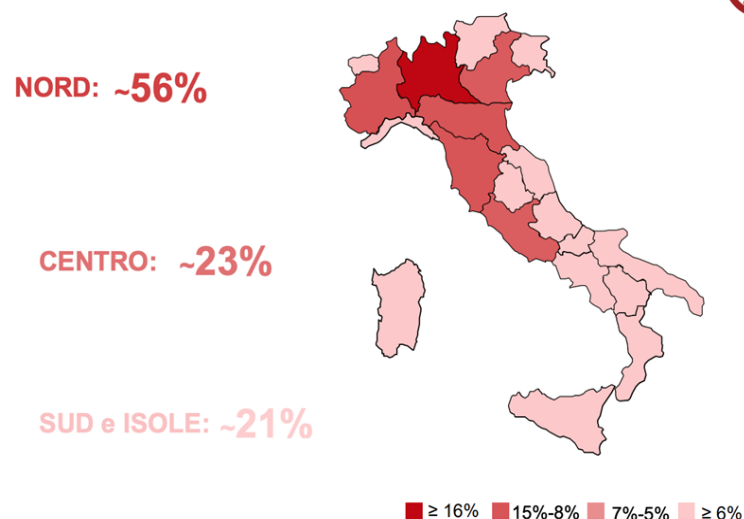 NORD: ~56%
CENTRO: ~23%
SUD e ISOLE: ~21%
≥ 16% 15%-8% 7%-5% ≥ 6%